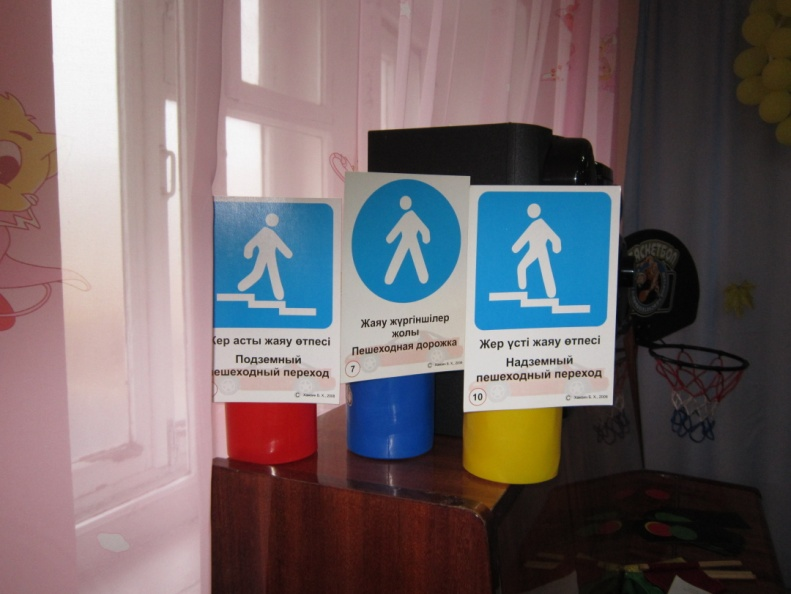 Жер асты жаяу өтпесі
Подземный
пешеходный переход
Жаяу жүргіншілер
жолы
Пешеходная дорожка
7
Жер үсті жаяу өтпесі
Надземный
пешеходный переход
10
БАСКЕТБОЛ